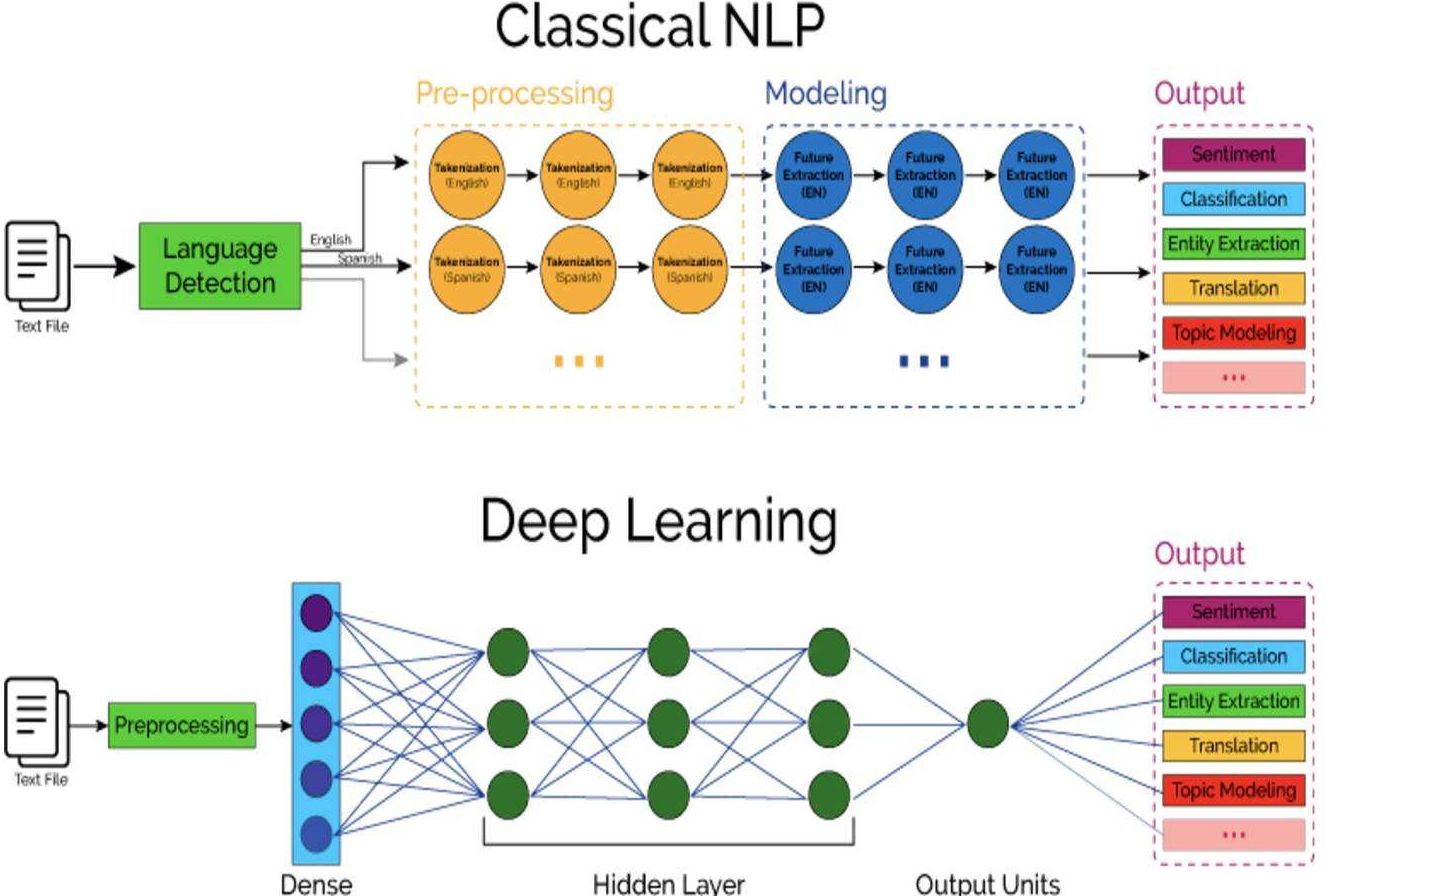 Classical NLP
Pre-processing
Modeling
Output
Text File
Language
Detection
English
Spanish
Takenization
(English)
Takenization
(English)
Takenization
(English)
Takenization
(Spanish)
Takenization
(Spanish)
Takenization
(Spanish)
Future
Extraction
(EN)
Future
Extraction
(EN)
Future
Extraction
(EN)
Future
Extraction
(EN)
Future
Extraction
(EN)
Future
Extraction
(EN)
Sentiment
Classification
Entity Extraction
Translation
Topic Modeling
...
Deep Learning
Output
Text File
Preprocessing
Dense
Hidden Layer
Output Units
Sentiment
Classification
Entity Extraction
Translation
Topic Modeling
...